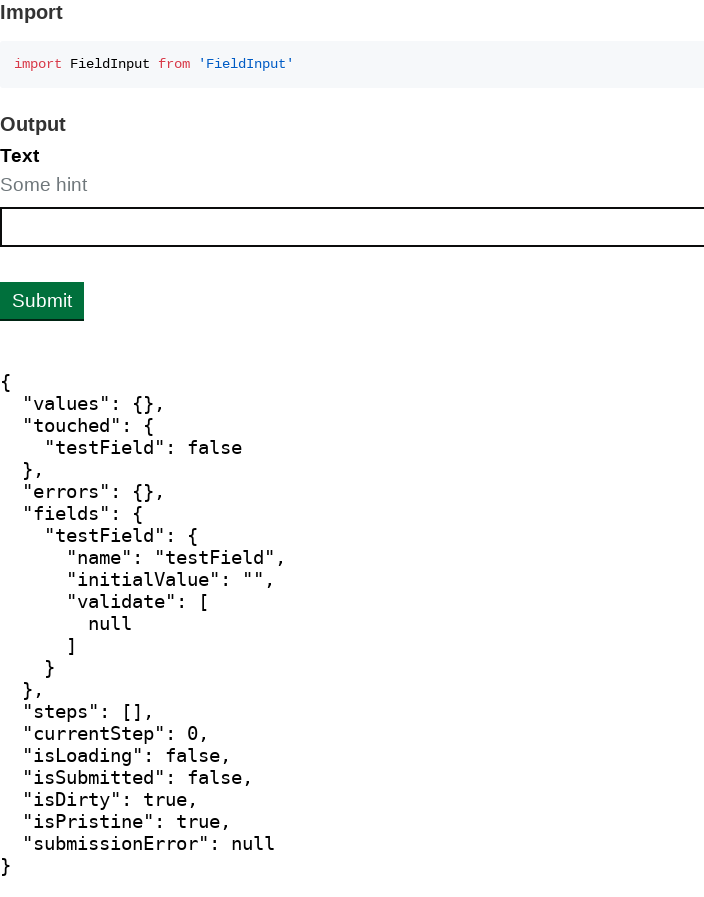 Import
import FieldInput from 'FieldInput'
Output
Text
Some hint
Submit
{
  "values": {},
  "touched": {
    "testField": false
  },
  "errors": {},
  "fields": {
    "testField": {
      "name": "testField",
      "initialValue": "",
      "validate": [
        null
      ]
    }
  },
  "steps": [],
  "currentStep": 0,
  "isLoading": false,
  "isSubmitted": false,
  "isDirty": true,
  "isPristine": true,
  "submissionError": null
}